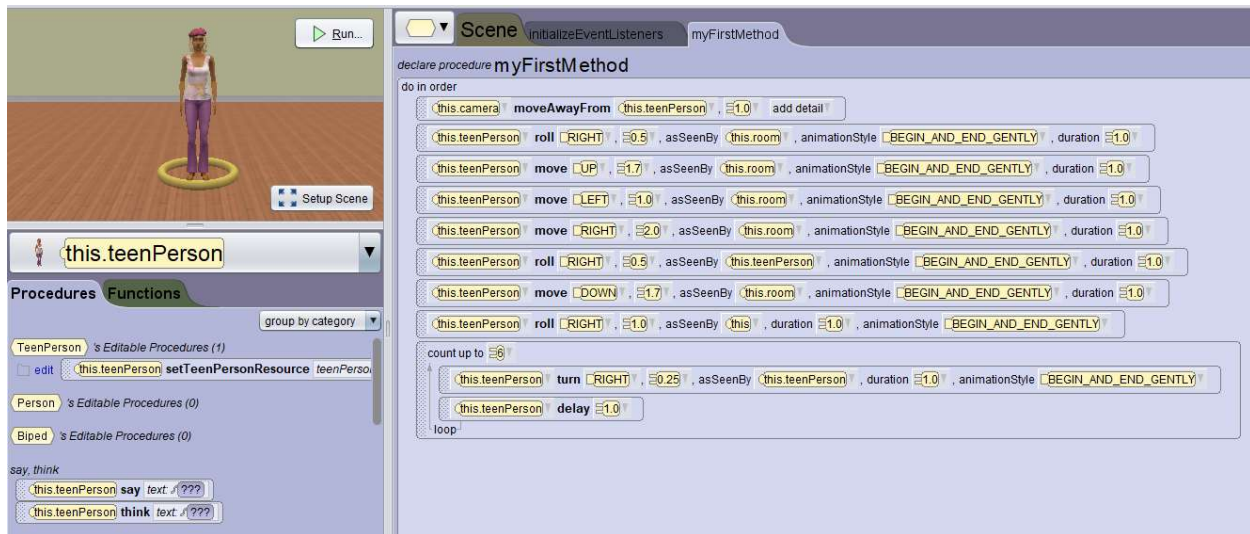 Run...
Setup Scene
this.teenPerson
Procedures Functions
group by category
TeenPerson 's Editable Procedures (1)
edit this.teenPerson setTeenPersonResource teenPerso
Person 's Editable Procedures (0)
Biped 's Editable Procedures (0)
say, think
this.teenPerson say text: ???
this.teenPerson think text: ???
Scene initializeEventListeners myFirstMethod
declare procedure myFirstMethod
do in order
this.camera moveAwayFrom this.teenPerson , 1.0 add detail
this.teenPerson roll RIGHT , 0.5 , asSeenBy this.room , animationStyle BEGIN_AND_END_GENTLY , duration 1.0
this.teenPerson move UP , 1.7 , asSeenBy this.room , animationStyle BEGIN_AND_END_GENTLY , duration 1.0
this.teenPerson move LEFT , 1.0 , asSeenBy this.room , animationStyle BEGIN_AND_END_GENTLY , duration 1.0
this.teenPerson move RIGHT , 2.0 , asSeenBy this.room , animationStyle BEGIN_AND_END_GENTLY , duration 1.0
this.teenPerson roll RIGHT , 0.5 , asSeenBy this.teenPerson , animationStyle BEGIN_AND_END_GENTLY , duration 1.0
this.teenPerson move DOWN , 1.7 , asSeenBy this.room , animationStyle BEGIN_AND_END_GENTLY , duration 1.0
this.teenPerson roll RIGHT , 1.0 , asSeenBy this , duration 1.0 , animationStyle BEGIN_AND_END_GENTLY
count up to 6
this.teenPerson turn RIGHT , 0.25 , asSeenBy this.teenPerson , duration 1.0 , animationStyle BEGIN_AND_END_GENTLY
this.teenPerson delay 1.0
loop